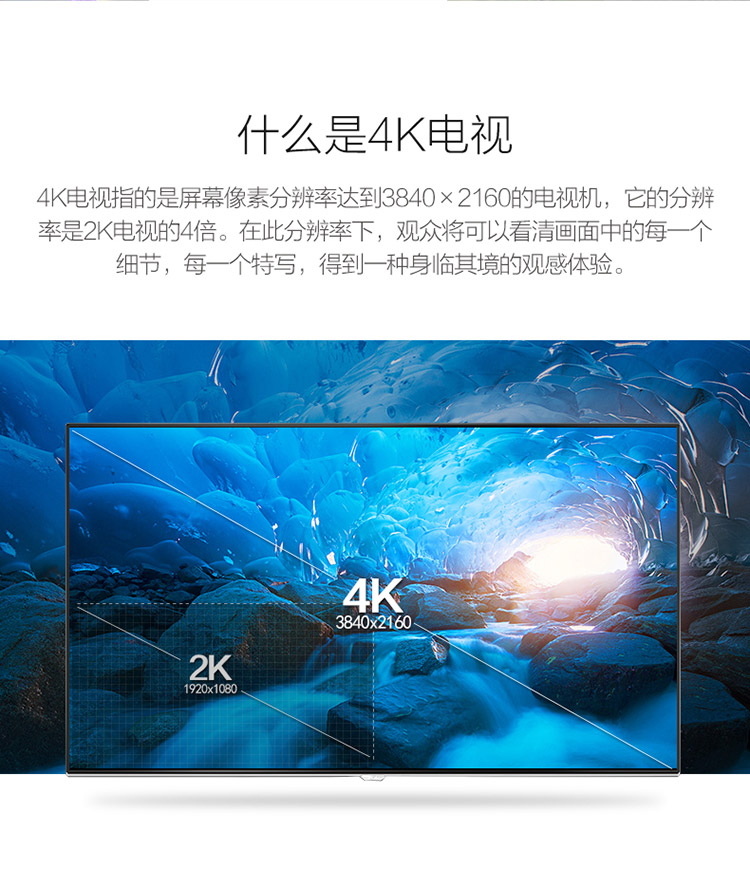 什么是4K电视
4K电视指的是屏幕像素分辨率达到3840×2160的电视机，它的分辨
率是2K电视的4倍。在此分辨率下，观众将可以看清画面中的每一个
细节，每一个特写，得到一种身临其境的观感体验。
4K
3840x2160
2K
1920x1080